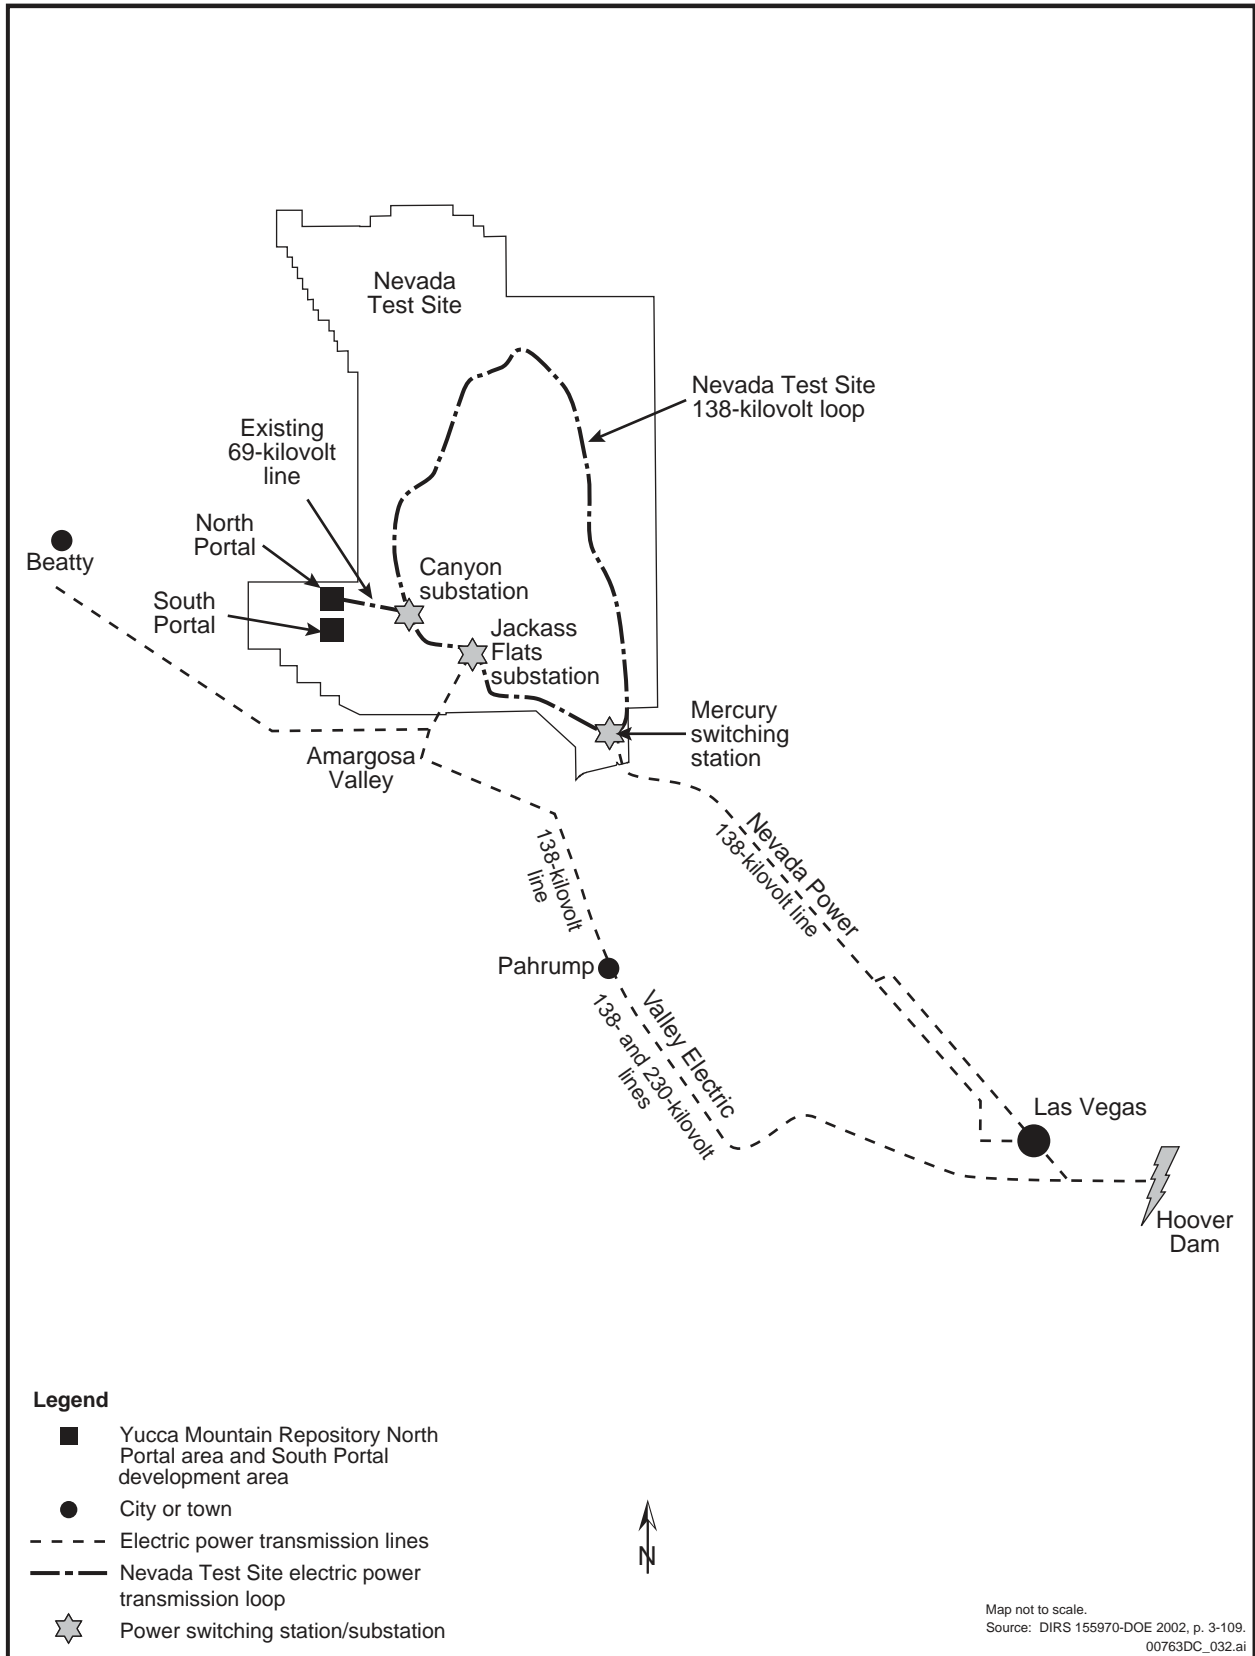 Nevada
Test Site
Nevada Test Site
138-kilovolt loop
Existing
69-kilovolt
line
North
Portal
Beatty
Canyon
substation
South
Portal
Jackass
Flats
substation
Mercury
switching
station
Amargosa
Valley
Nevada Power
138-kilovolt line
138-kilovolt
line
Pahrump
Valley Electric
138- and 230-kilovolt
lines
Las Vegas
Hoover
Dam
Legend
Yucca Mountain Repository North
Portal area and South Portal
development area
City or town
Electric power transmission lines
Nevada Test Site electric power
transmission loop
Power switching station/substation
N
Map not to scale.
Source: DIRS 155970-DOE 2002, p. 3-109.
00763DC_032.ai